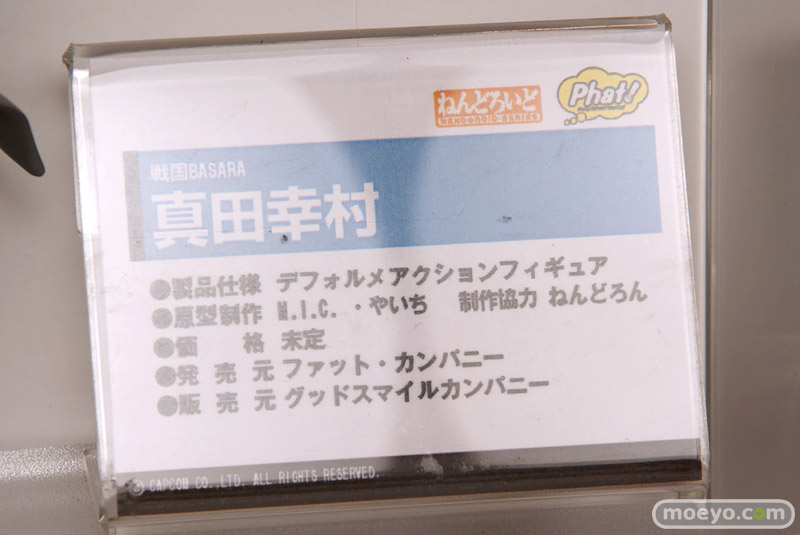 ねんどろいど
NENDOROID-SERIES
Phat!
戦国BASARA
真田幸村
●製品仕様 デフォルメアクションフィギュア
●原型制作 M.I.C.・やいち 制作協力 ねんどろん
●価 格 未定
●発売元 ファット・カンパニー
●販売元 グッドスマイルカンパニー
© CAPCOM CO., LTD. ALL RIGHTS RESERVED.
moeyo.com